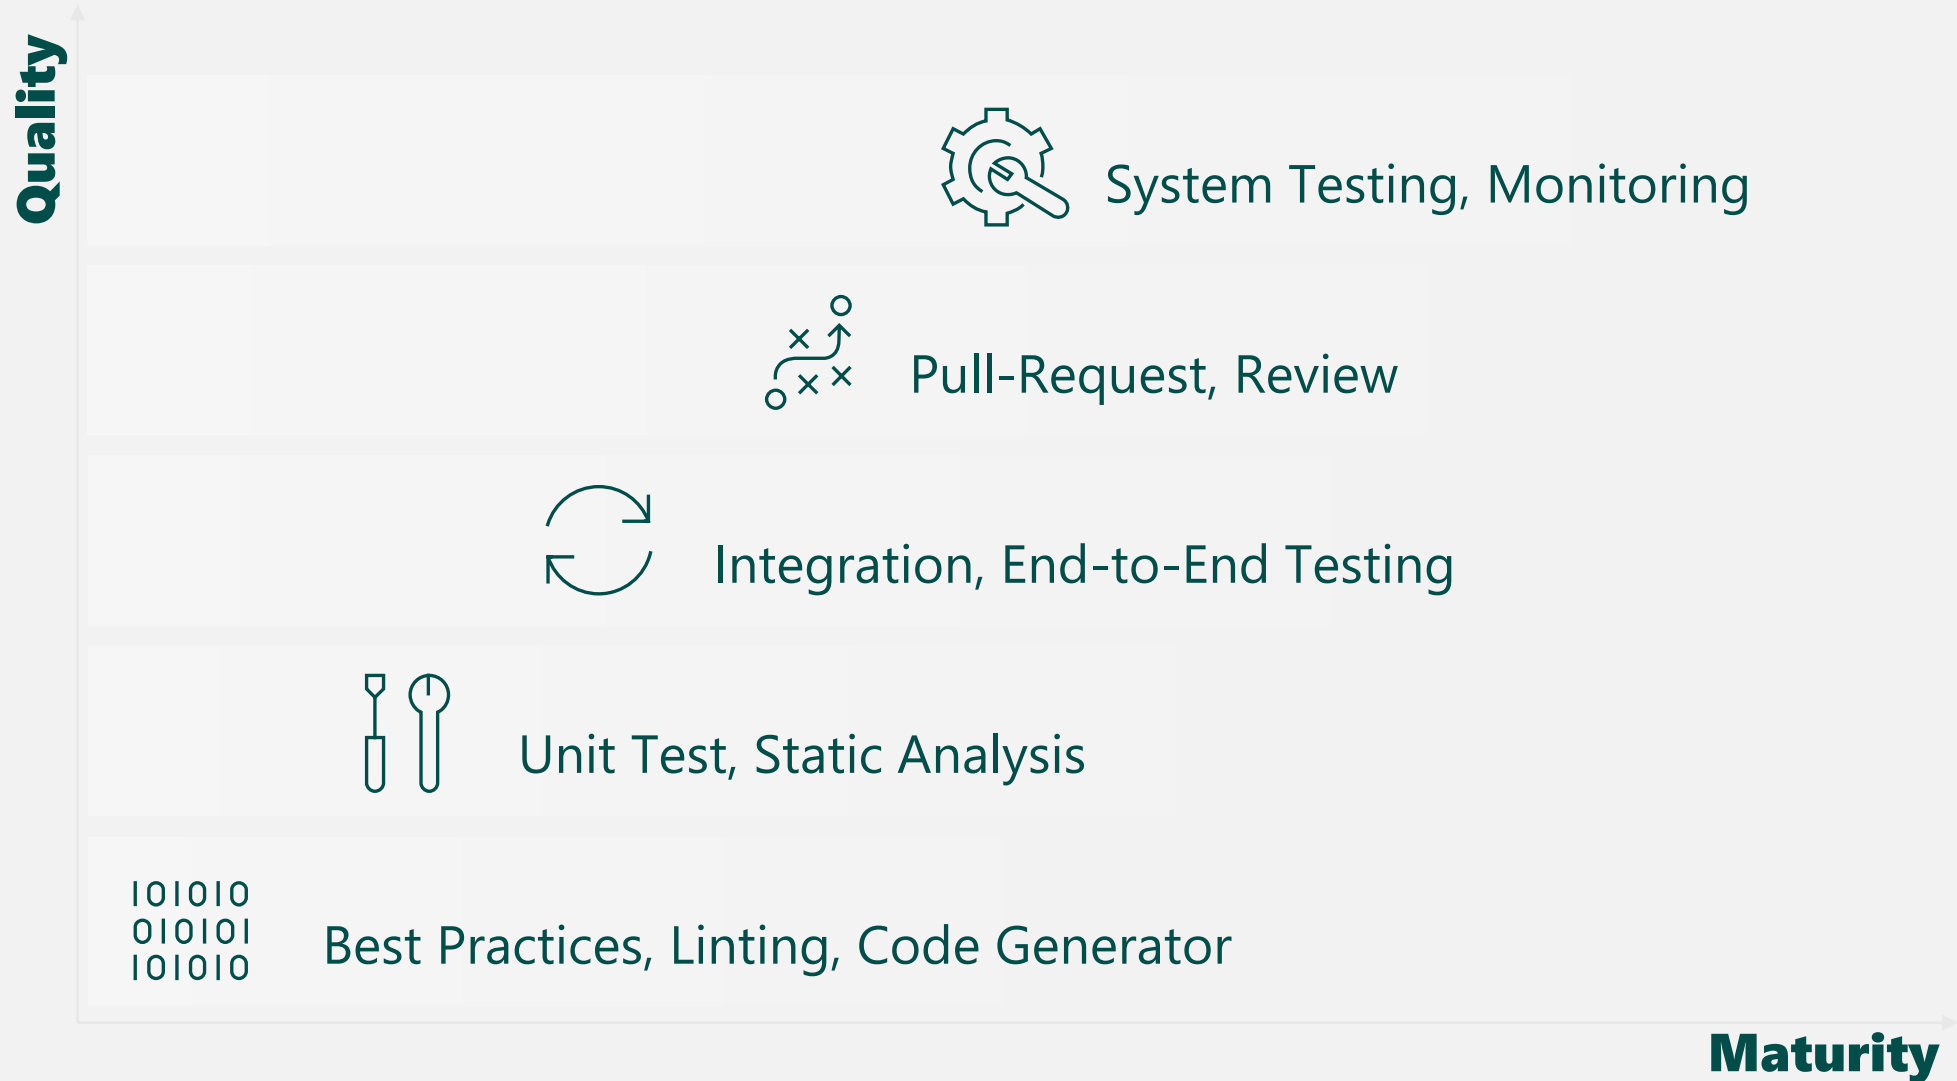 Quality
System Testing, Monitoring
Pull-Request, Review
Integration, End-to-End Testing
Unit Test, Static Analysis
101010
010101
101010
Best Practices, Linting, Code Generator
Maturity